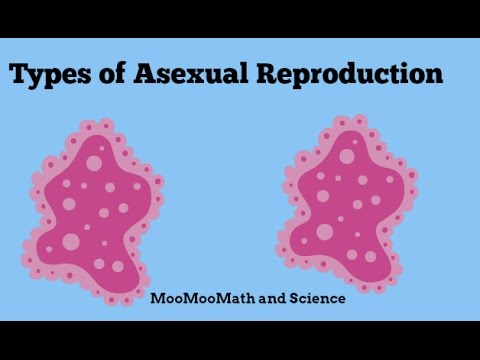 Types of Asexual Reproduction
MooMooMath and Science